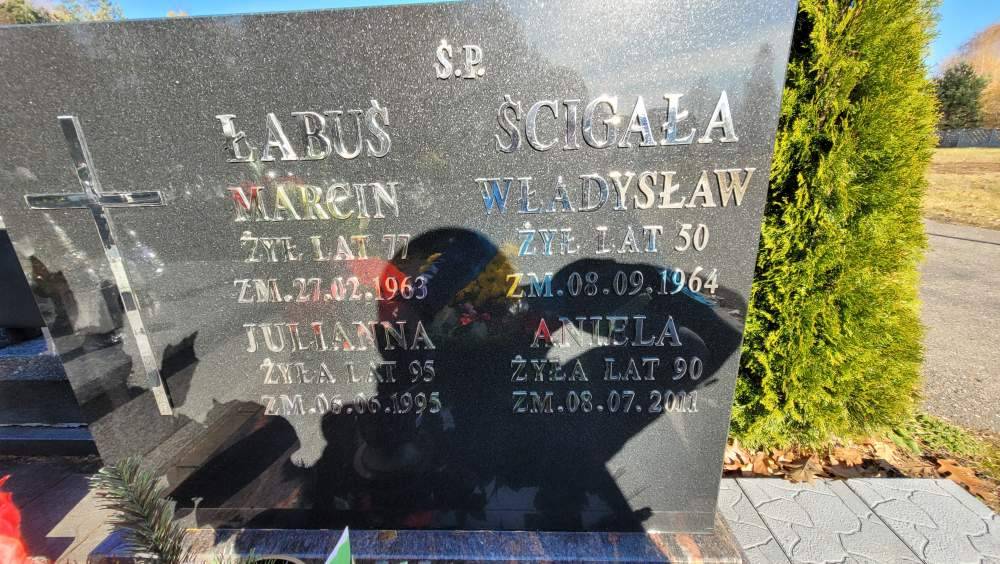 Ś.P.
ŁABUŚ
MARCIN
ŻYŁ LAT 77
ZM.27.02.1963
JULIANNA
ŻYŁA LAT 95
ZM.06.06.1995
ŚCIGAŁA
WŁADYSŁAW
ŻYŁ LAT 50
ZM.08.09.1964
ANIELA
ŻYŁA LAT 90
ZM.08.07.2011